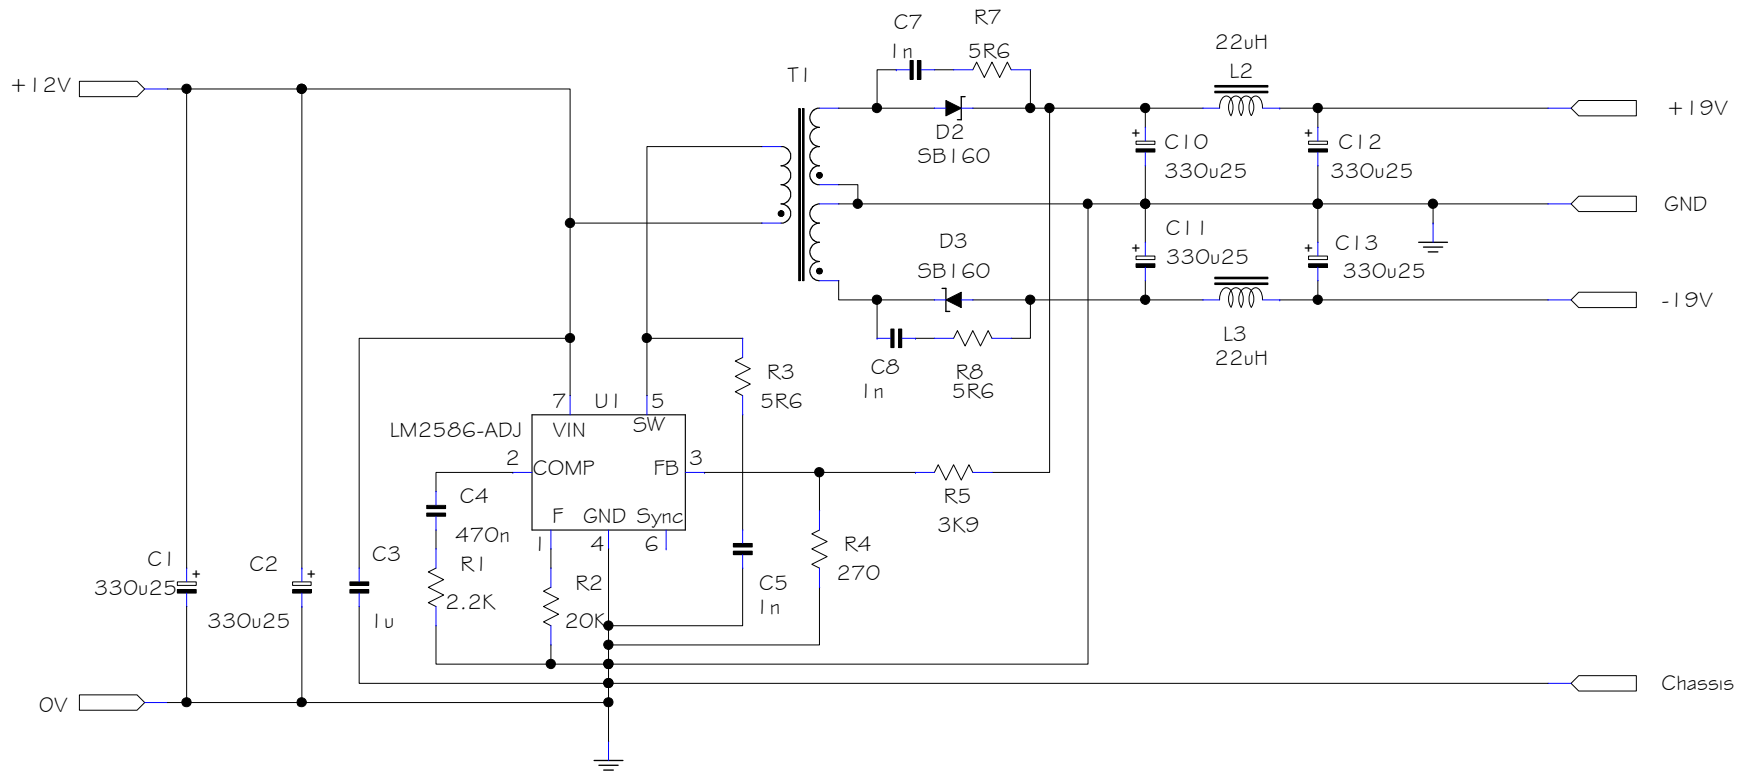 +12V
0V
C1
330u25
C2
330u25
C3
1u
C4
470n
R1
2.2K
LM2586-ADJ
U1
7
VIN
5
SW
2
COMP
FB
3
F
GND
Sync
1
4
6
R2
20K
R3
5R6
C5
1n
R4
270
R5
3K9
T1
C7
1n
R7
5R6
D2
SB160
D3
SB160
C8
1n
R8
5R6
C10
330u25
C11
330u25
22uH
L2
L3
22uH
C12
330u25
C13
330u25
+19V
GND
-19V
Chassis